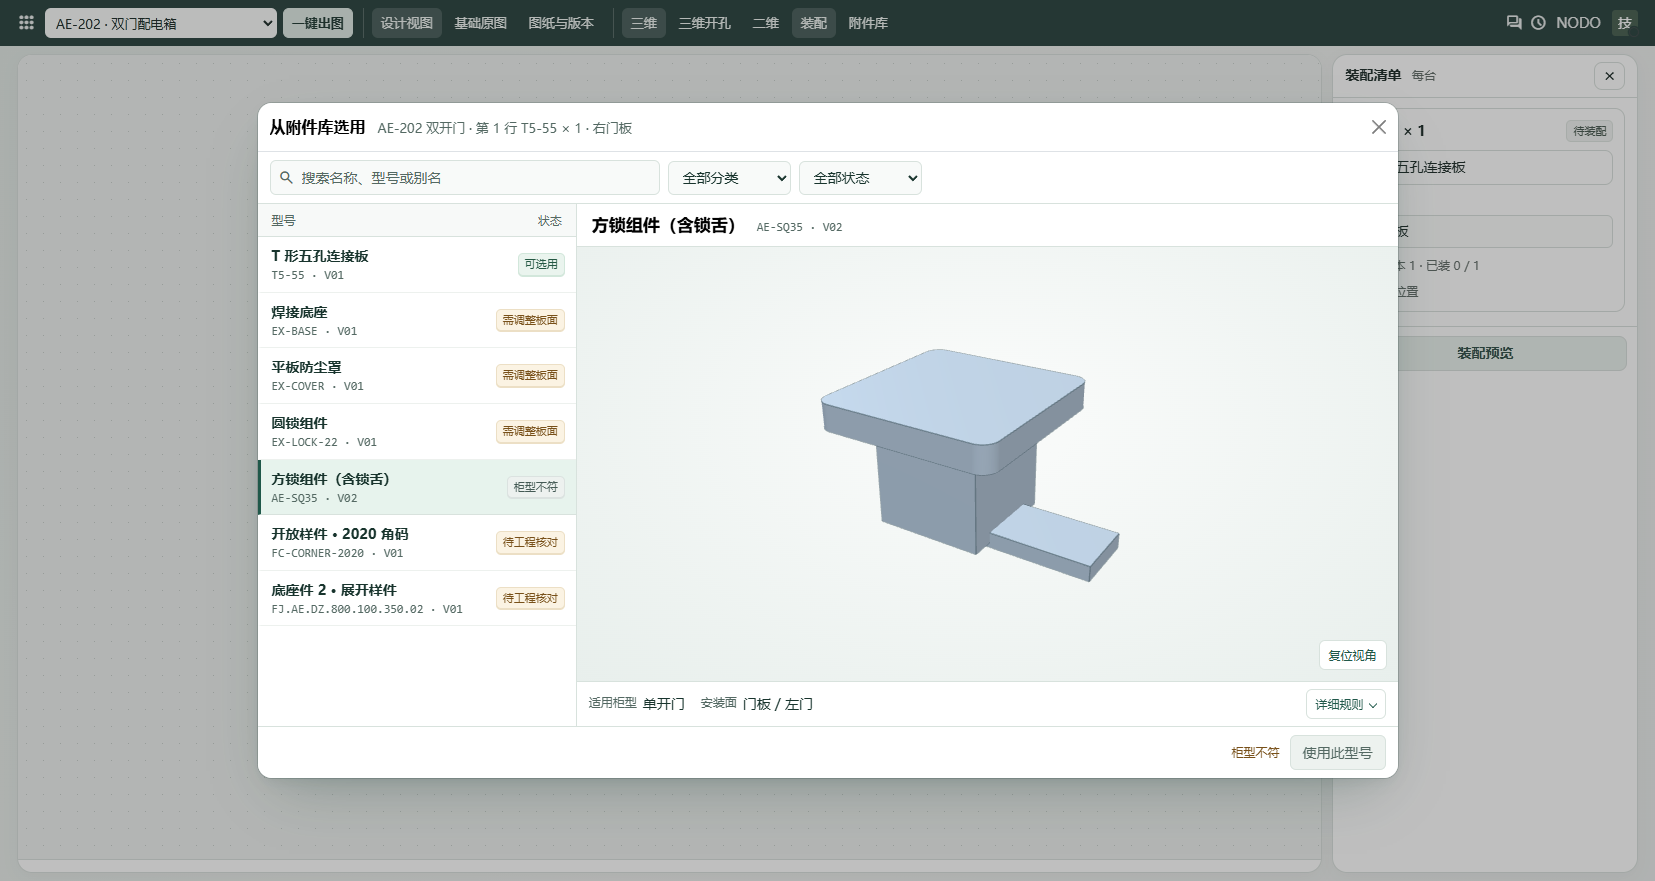 AE-202 · 双门配电箱 一键出图 设计视图 基础原图 图纸与版本 三维 三维开孔 二维 装配 附件库 NODO 技
装配清单 每台
× 1 待装配
五孔连接板
板
本 1 · 已装 0 / 1
位置
装配预览
从附件库选用 AE-202 双开门 · 第 1 行 T5-55 × 1 · 右门板
搜索名称、型号或别名 全部分类 全部状态
型号 状态
T 形五孔连接板
T5-55 · V01
可选用
焊接底座
EX-BASE · V01
需调整板面
平板防尘罩
EX-COVER · V01
需调整板面
圆锁组件
EX-LOCK-22 · V01
需调整板面
方锁组件（含锁舌）
AE-SQ35 · V02
柜型不符
开放样件 • 2020 角码
FC-CORNER-2020 · V01
待工程核对
底座件 2 • 展开样件
FJ.AE.DZ.800.100.350.02 · V01
待工程核对
方锁组件（含锁舌） AE-SQ35 · V02
复位视角
适用柜型 单开门 安装面 门板 / 左门 详细规则
柜型不符 使用此型号